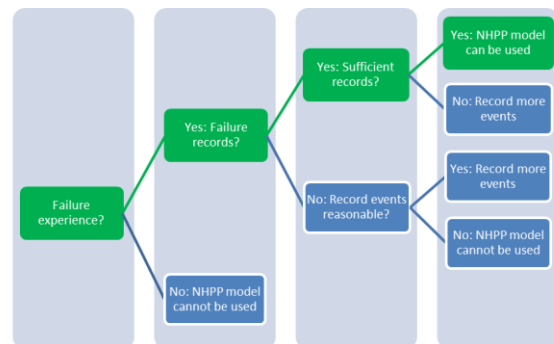 Failure
experience?
Yes: Failure
records?
No: NHPP model
cannot be used
Yes: Sufficient
records?
No: Record events
reasonable?
Yes: NHPP model
can be used
No: Record more
events
Yes: Record more
events
No: NHPP model
cannot be used